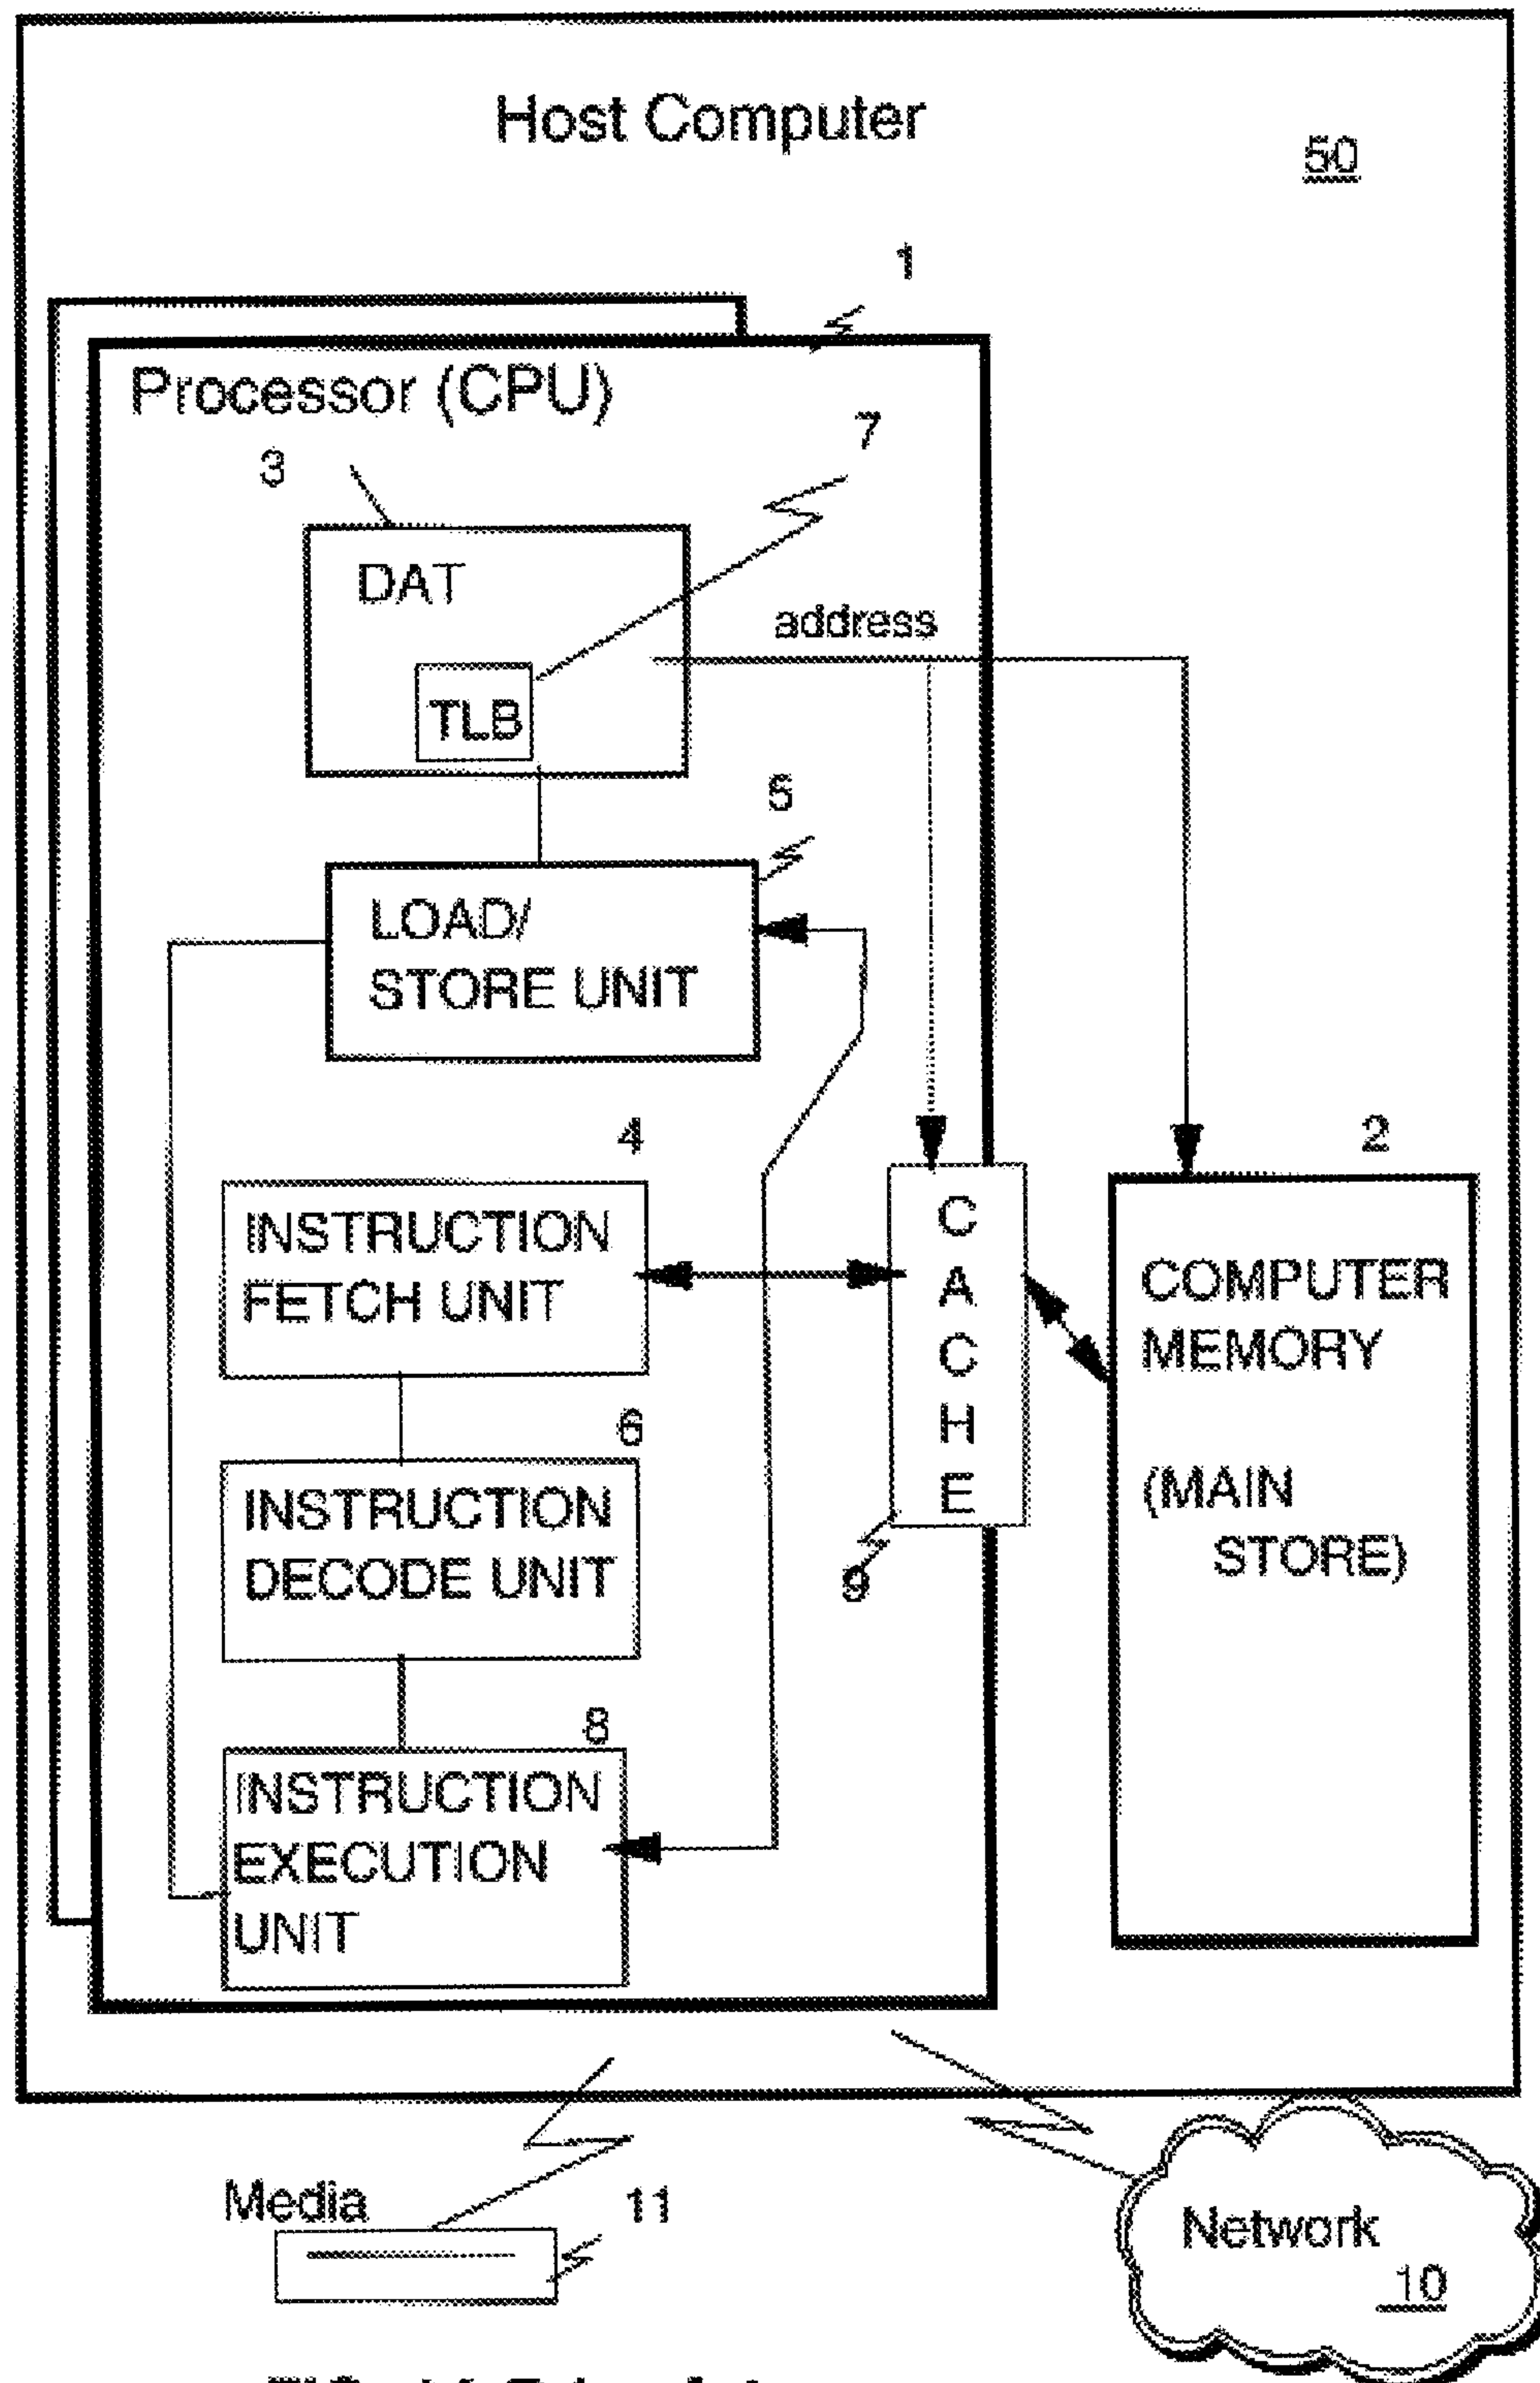 Host Computer
50
1
Processor (CPU)
3
7
DAT
address
TLB
5
LOAD/
STORE UNIT
4
2
INSTRUCTION
FETCH UNIT
CACHE
COMPUTER
MEMORY
(MAIN
STORE)
6
INSTRUCTION
DECODE UNIT
9
8
INSTRUCTION
EXECUTION
UNIT
Media
11
Network
10